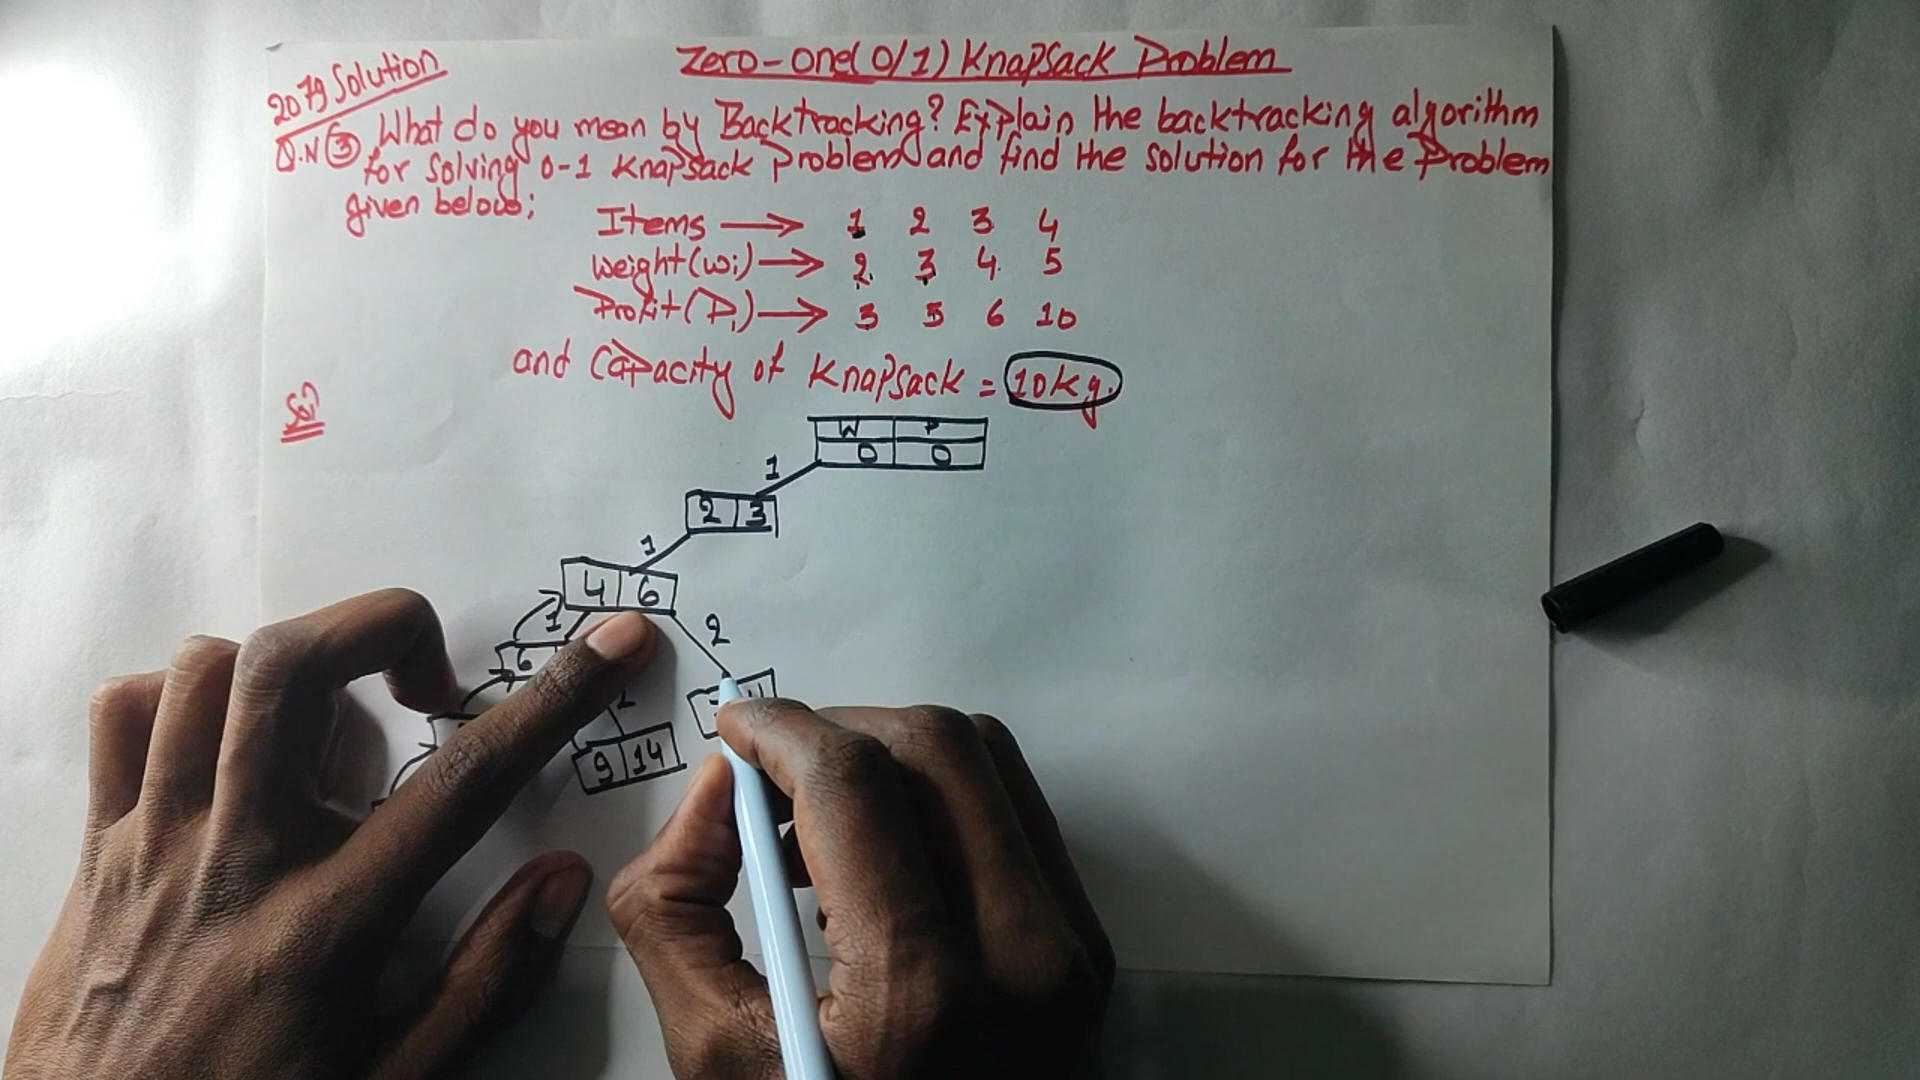 Zero-one(0/1) Knapsack Problem
2079 Solution
Q.N 3 What do you mean by Backtracking? Explain the backtracking algorithm
for solving 0-1 Knapsack Problem and find the solution for the Problem
given below;
Items → 1 2 3 4
Weight(wi) → 2 3 4 5
Profit(Pi) → 3 5 6 10
and Capacity of Knapsack = 10kg.
Sol
W P
0 0
1
2 3
1
4 6
1 2
6
9 14